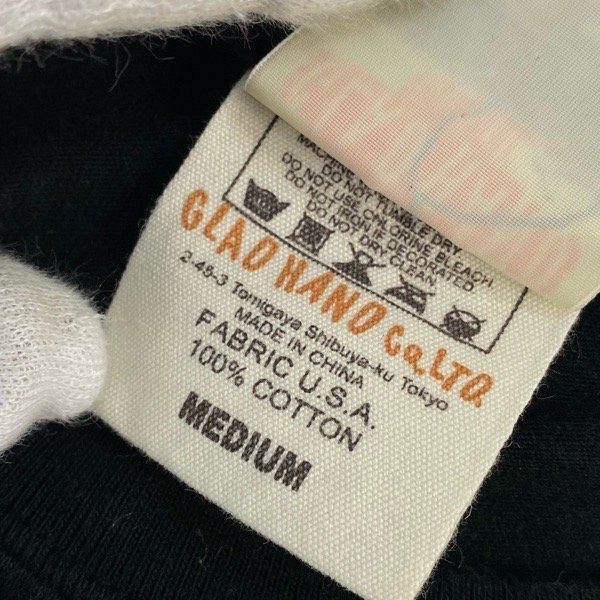 MACHINE
DO NOT TUMBLE DRY
DO NOT USE CHLORINE BLEACH
DO NOT IRON IF DECORATED
DO NOT DRY CLEAN.
GLAD HAND CO.,LTD.
2-46-3 Tomigaya Shibuya-ku Tokyo
MADE IN CHINA
FABRIC U.S.A.
100% COTTON
MEDIUM